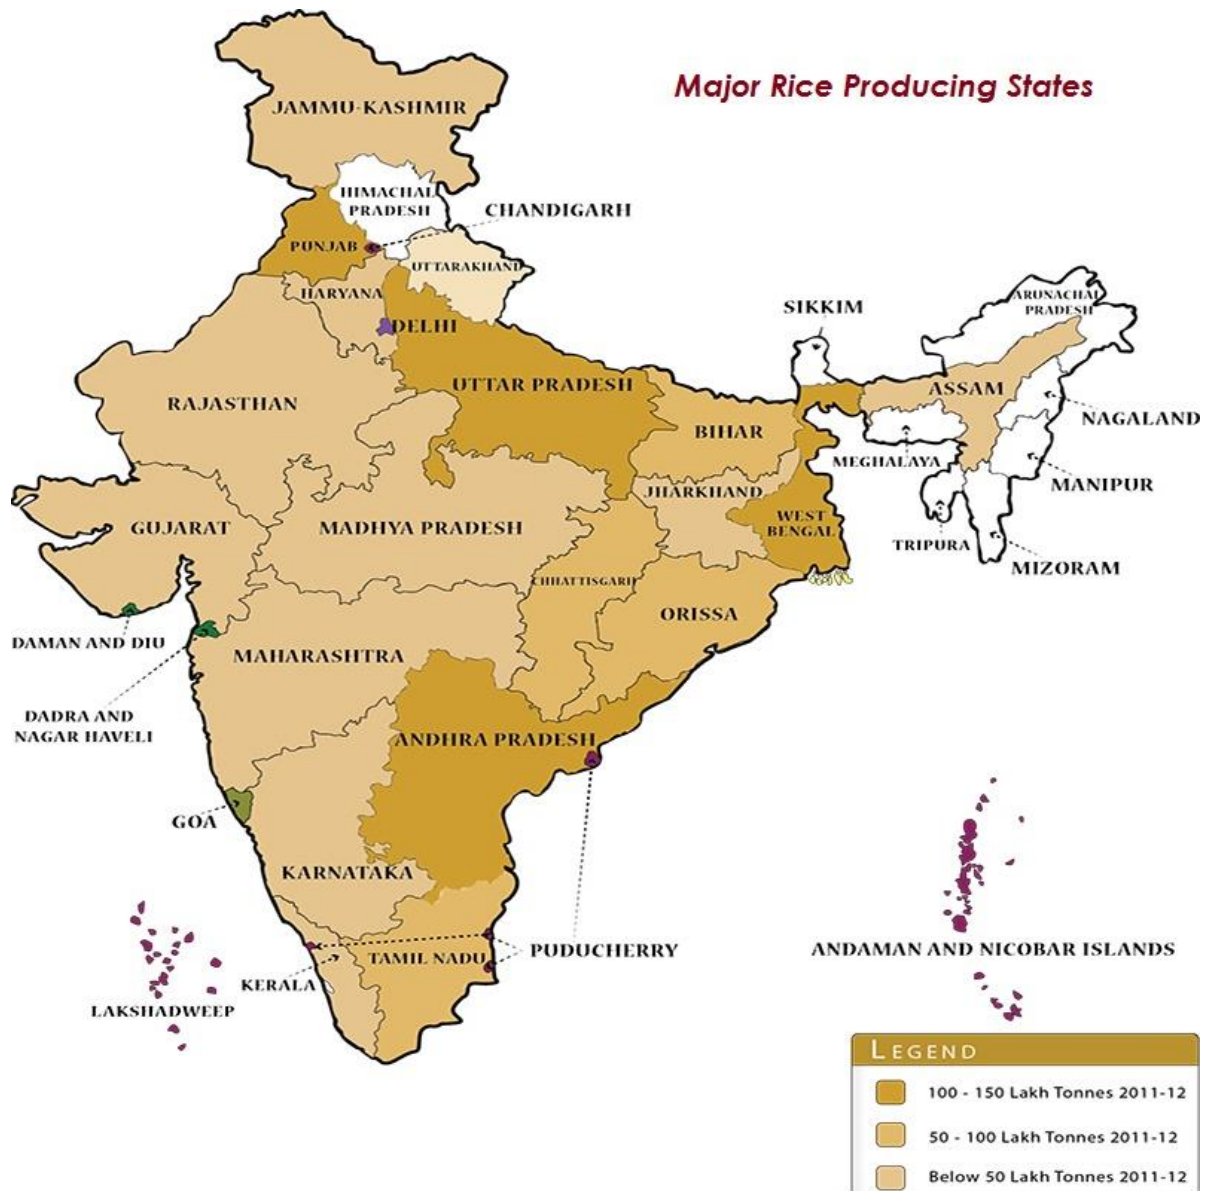 Major Rice Producing States
JAMMU-KASHMIR
HIMACHAL
PRADESH
CHANDIGARH
PUNJAB
UTTARAKHAND
HARYANA
DELHI
SIKKIM
ARUNACHAL
PRADESH
UTTAR PRADESH
RAJASTHAN
ASSAM
NAGALAND
BIHAR
MEGHALAYA
MANIPUR
JHARKHAND
GUJARAT
MADHYA PRADESH
WEST
BENGAL
TRIPURA
MIZORAM
CHHATTISGARH
ORISSA
DAMAN AND DIU
MAHARASHTRA
DADRA AND
NAGAR HAVELI
ANDHRA PRADESH
GOA
KARNATAKA
PUDUCHERRY
ANDAMAN AND NICOBAR ISLANDS
TAMIL NADU
KERALA
LAKSHADWEEP
LEGEND
100 - 150 Lakh Tonnes 2011-12
50 - 100 Lakh Tonnes 2011-12
Below 50 Lakh Tonnes 2011-12